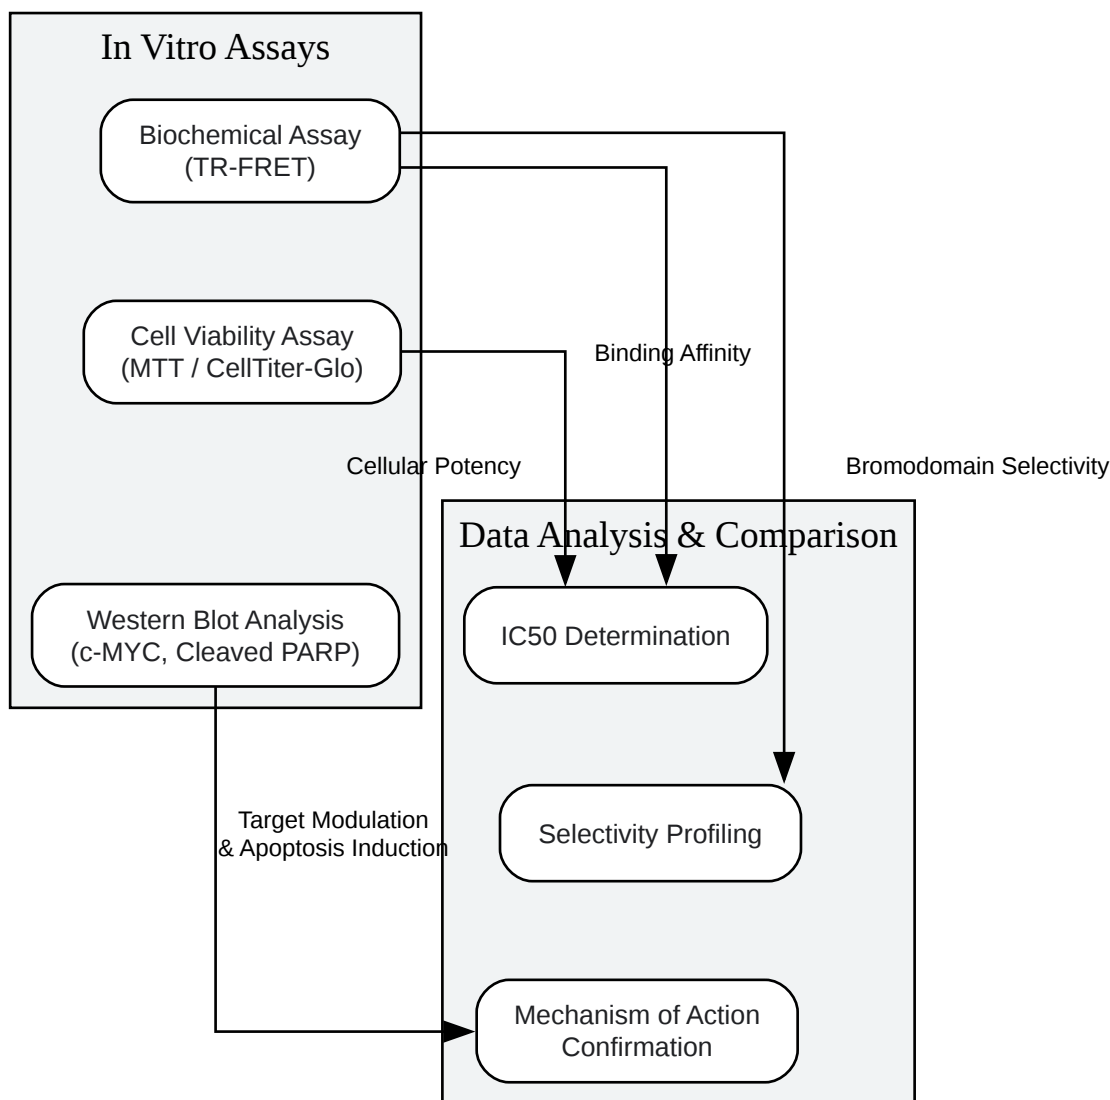 In Vitro Assays
Biochemical Assay
(TR-FRET)
Cell Viability Assay
(MTT / CellTiter-Glo)
Binding Affinity
Cellular Potency
Bromodomain Selectivity
Data Analysis & Comparison
Western Blot Analysis
(c-MYC, Cleaved PARP)
IC50 Determination
Target Modulation
& Apoptosis Induction
Selectivity Profiling
Mechanism of Action
Confirmation